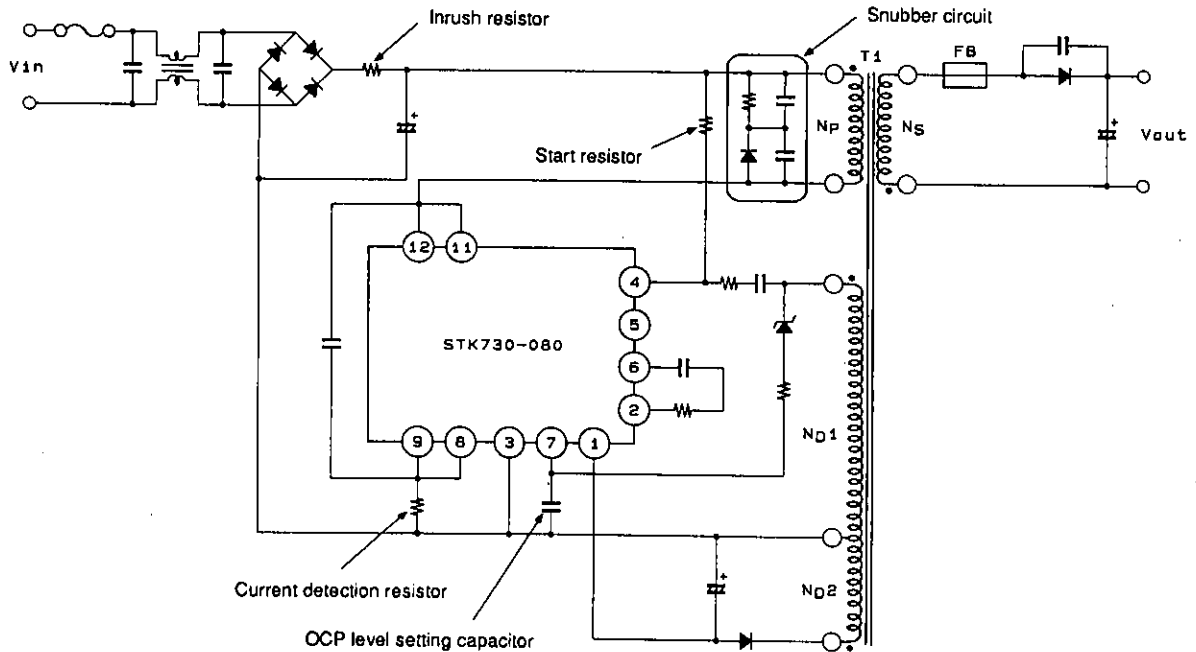 Inrush resistor
Snubber circuit
Vin
T1
FB
NP
NS
Vout
Start resistor
12
11
4
5
STK730-080
6
2
ND1
9
8
3
7
1
Current detection resistor
ND2
OCP level setting capacitor
+
+
+